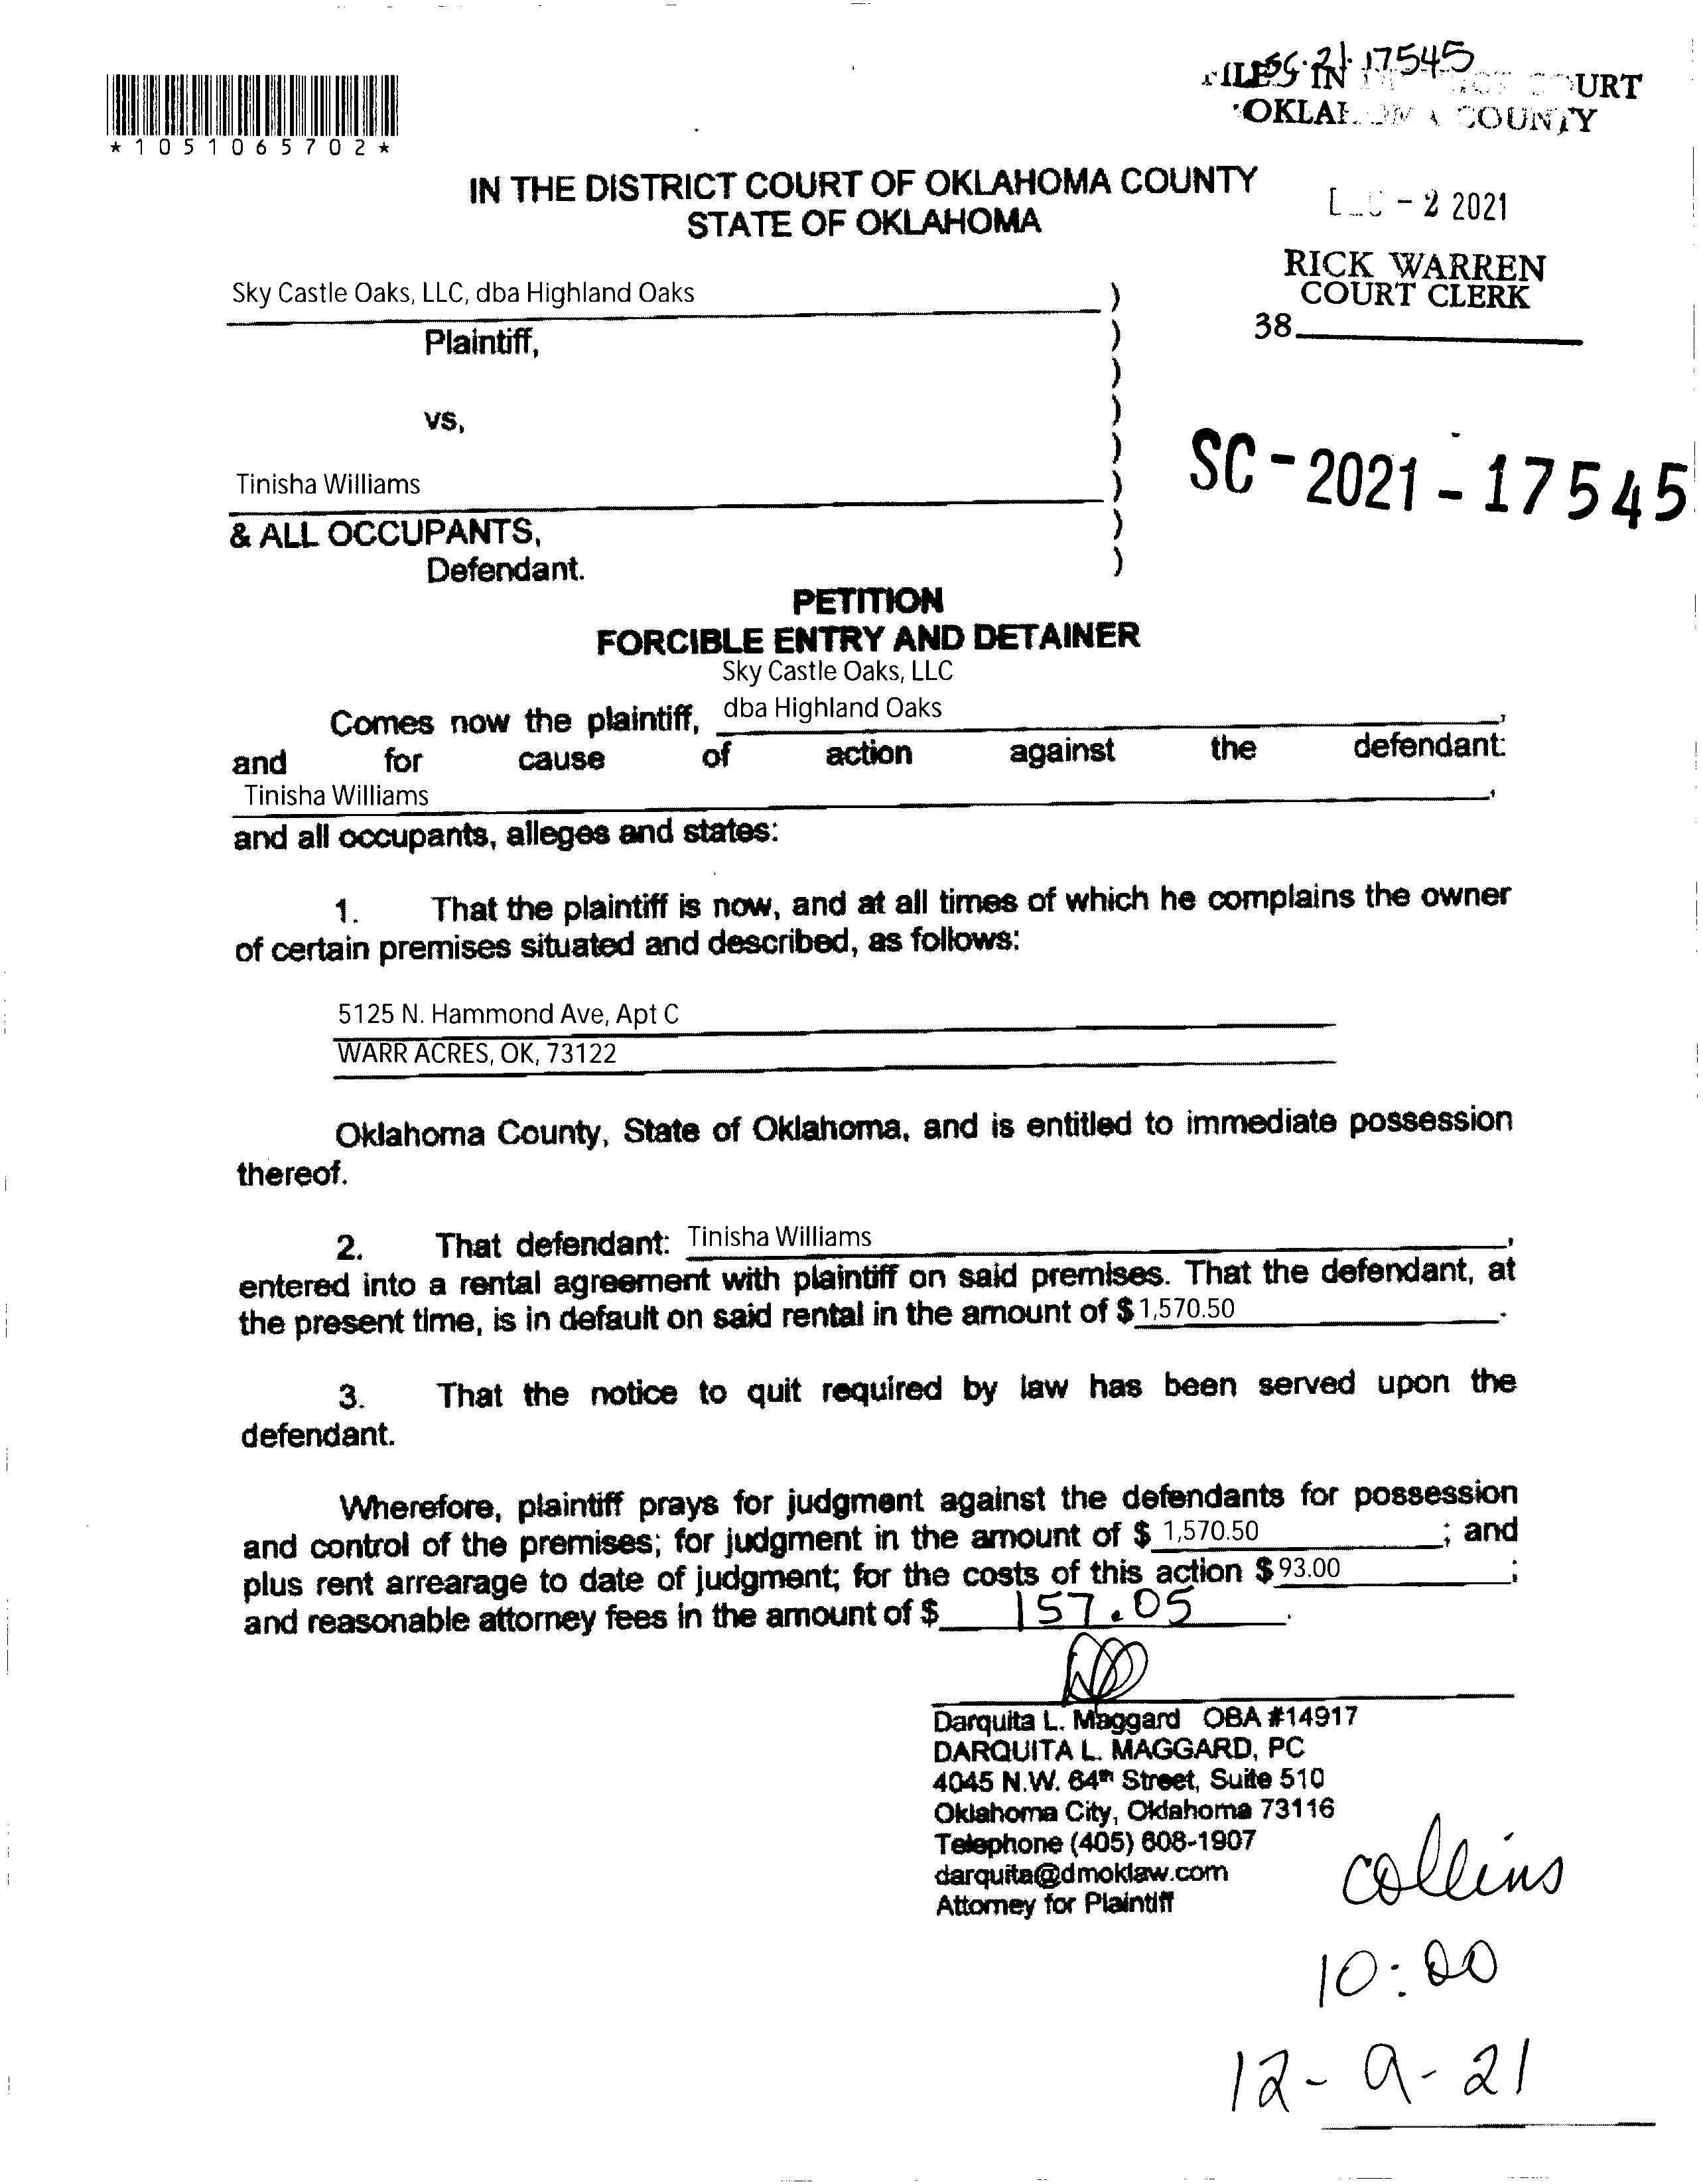 SC-21-17545
FILED IN DISTRICT COURT
OKLAHOMA COUNTY
*1051065702*
IN THE DISTRICT COURT OF OKLAHOMA COUNTY
STATE OF OKLAHOMA
- 2 2021
RICK WARREN
COURT CLERK
38
Sky Castle Oaks, LLC, dba Highland Oaks )
Plaintiff, )
)
vs, )
)
Tinisha Williams )
& ALL OCCUPANTS, )
Defendant. )
SC-2021-17545
PETITION
FORCIBLE ENTRY AND DETAINER
Sky Castle Oaks, LLC
Comes now the plaintiff, dba Highland Oaks,
and for cause of action against the defendant:
Tinisha Williams,
and all occupants, alleges and states:
1. That the plaintiff is now, and at all times of which he complains the owner
of certain premises situated and described, as follows:
5125 N. Hammond Ave, Apt C
WARR ACRES, OK, 73122
Oklahoma County, State of Oklahoma, and is entitled to immediate possession
thereof.
2. That defendant: Tinisha Williams,
entered into a rental agreement with plaintiff on said premises. That the defendant, at
the present time, is in default on said rental in the amount of $ 1,570.50.
3. That the notice to quit required by law has been served upon the
defendant.
Wherefore, plaintiff prays for judgment against the defendants for possession
and control of the premises; for judgment in the amount of $ 1,570.50; and
plus rent arrearage to date of judgment; for the costs of this action $ 93.00;
and reasonable attorney fees in the amount of $ 157.05.
Darquita L. Maggard OBA #14917
DARQUITA L. MAGGARD, PC
4045 N.W. 64th Street, Suite 510
Oklahoma City, Oklahoma 73116
Telephone (405) 608-1907
darquita@dmoklaw.com
Attorney for Plaintiff
collins
10:00
12-9-21